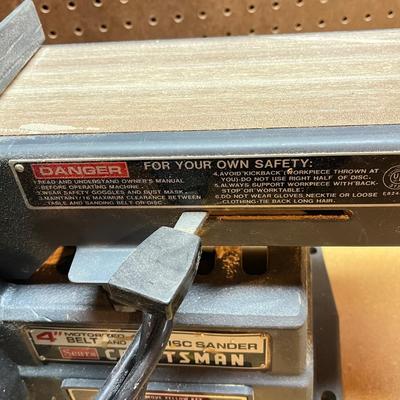 DANGER
FOR YOUR OWN SAFETY:
1.READ AND UNDERSTAND OWNER'S MANUAL
BEFORE OPERATING MACHINE.
2.WEAR SAFETY GOGGLES AND DUST MASK.
3.MAINTAIN 1/16 MAXIMUM CLEARANCE BETWEEN
TABLE AND SANDING BELT OR DISC.
4.AVOID "KICKBACK" (WORKPIECE THROWN AT
YOU) DO NOT USE RIGHT HALF OF DISC.
5.ALWAYS SUPPORT WORKPIECE WITH "BACK-
STOP" OR WORKTABLE.
6.DO NOT WEAR GLOVES, NECKTIE OR LOOSE
CLOTHING-TIE BACK LONG HAIR.
4" MOTORIZED
BELT AND DISC SANDER
Sears CRAFTSMAN